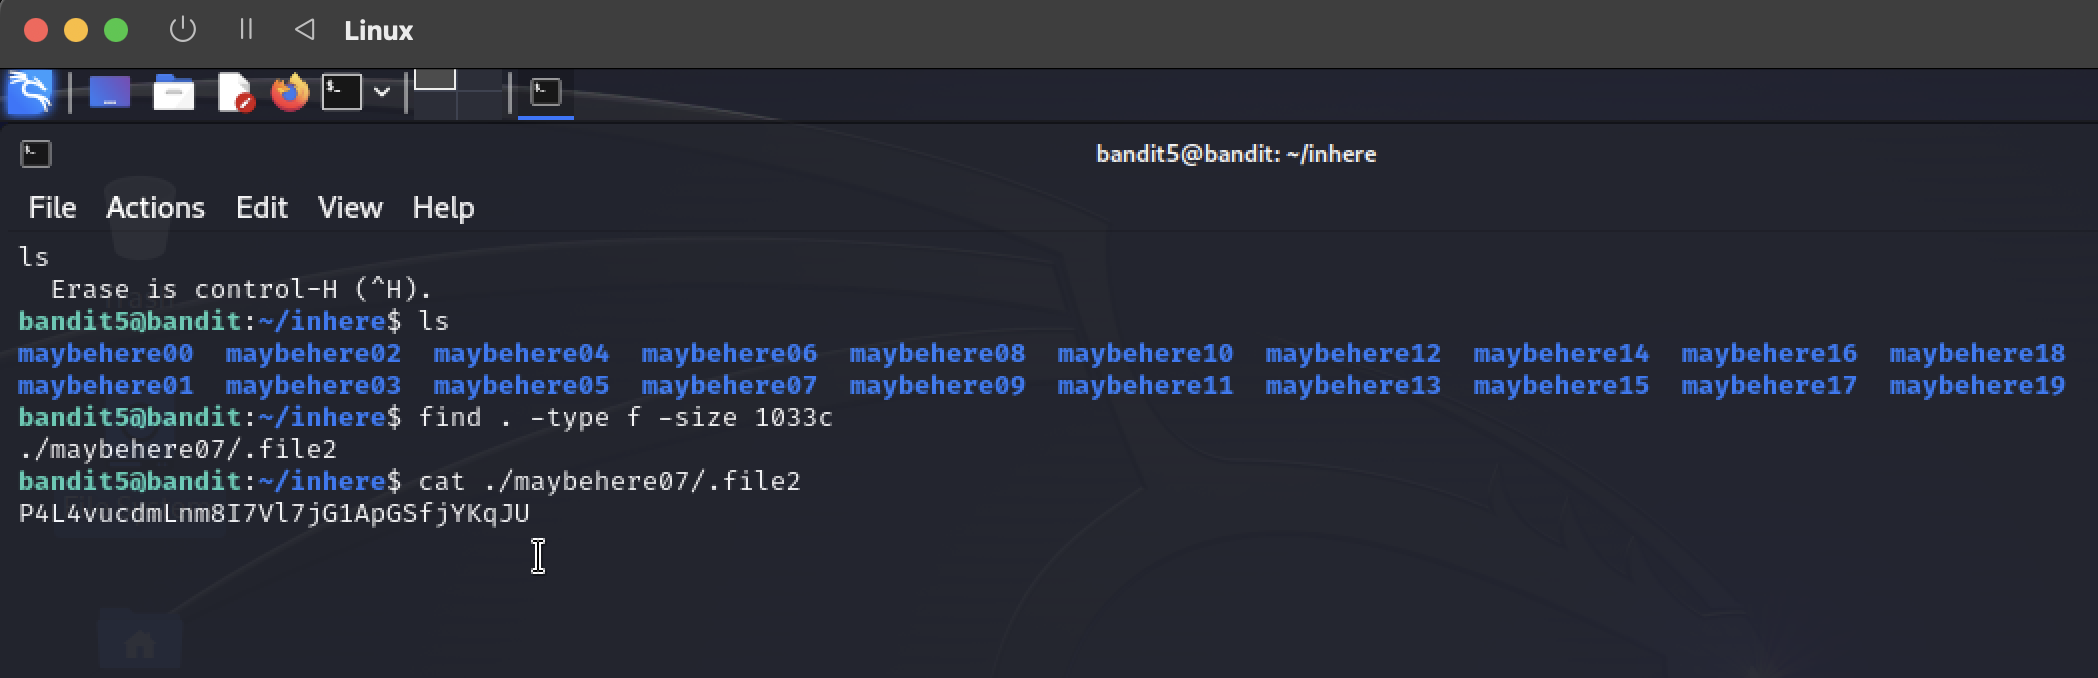 Linux
bandit5@bandit: ~/inhere
File Actions Edit View Help
ls
  Erase is control-H (^H).
bandit5@bandit:~/inhere$ ls
maybehere00  maybehere02  maybehere04  maybehere06  maybehere08  maybehere10  maybehere12  maybehere14  maybehere16  maybehere18
maybehere01  maybehere03  maybehere05  maybehere07  maybehere09  maybehere11  maybehere13  maybehere15  maybehere17  maybehere19
bandit5@bandit:~/inhere$ find . -type f -size 1033c
./maybehere07/.file2
bandit5@bandit:~/inhere$ cat ./maybehere07/.file2
P4L4vucdmLnm8I7Vl7jG1ApGSfjYKqJU